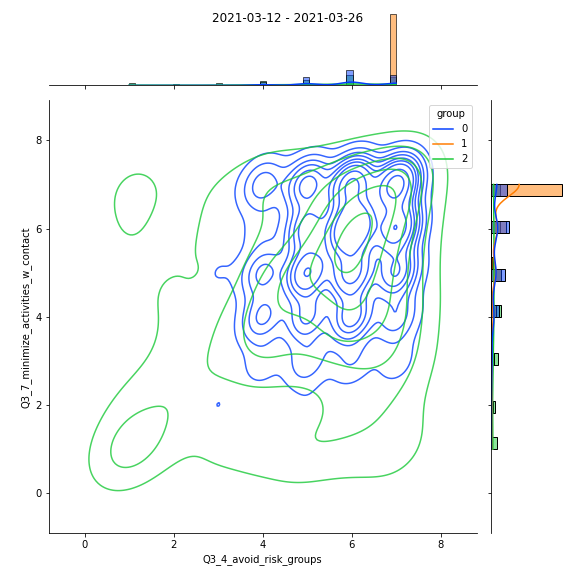 2021-03-12 - 2021-03-26
group
0
1
2
8
6
4
2
0
Q3_7_minimize_activities_w_contact
0 2 4 6 8
Q3_4_avoid_risk_groups